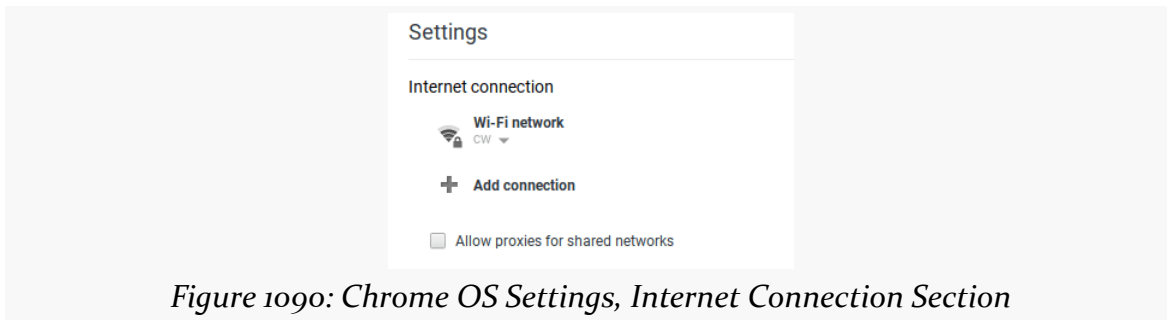 Settings
Internet connection
Wi-Fi network
CW
Add connection
Allow proxies for shared networks
Figure 1090: Chrome OS Settings, Internet Connection Section